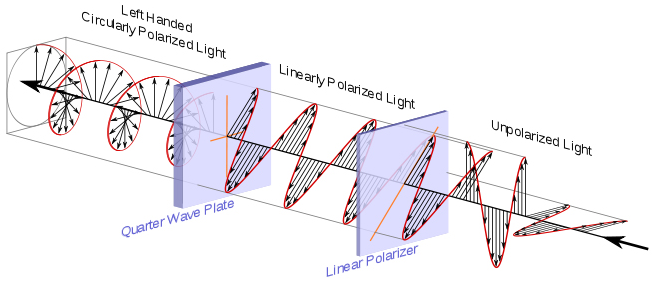 Left Handed
Circularly Polarized Light
Linearly Polarized Light
Unpolarized Light
Quarter Wave Plate
Linear Polarizer